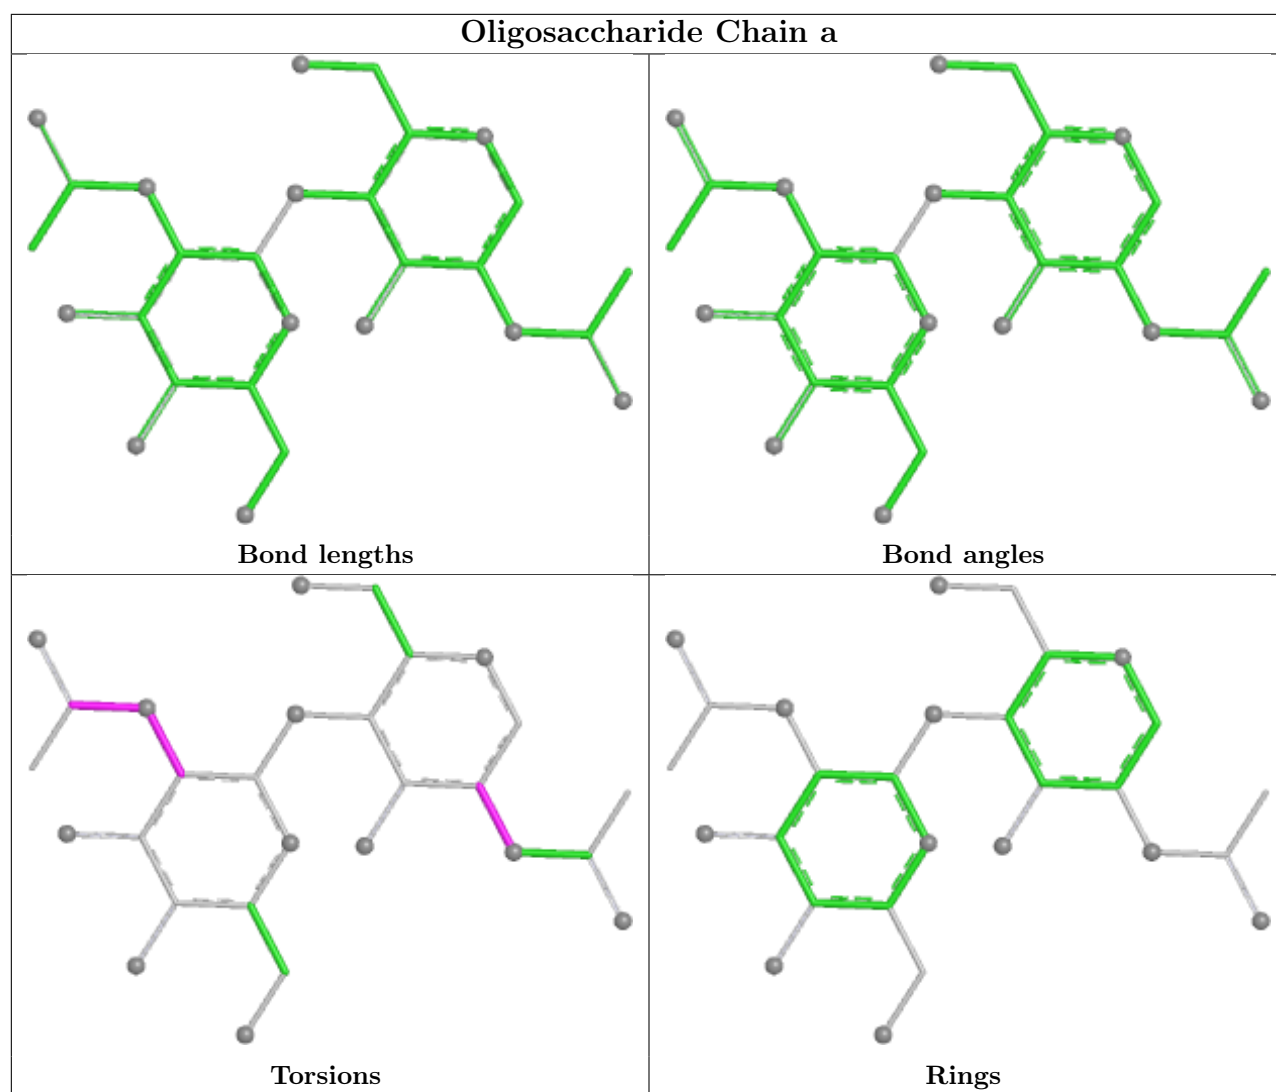 Oligosaccharide Chain a
Bond lengths
Bond angles
Torsions
Rings